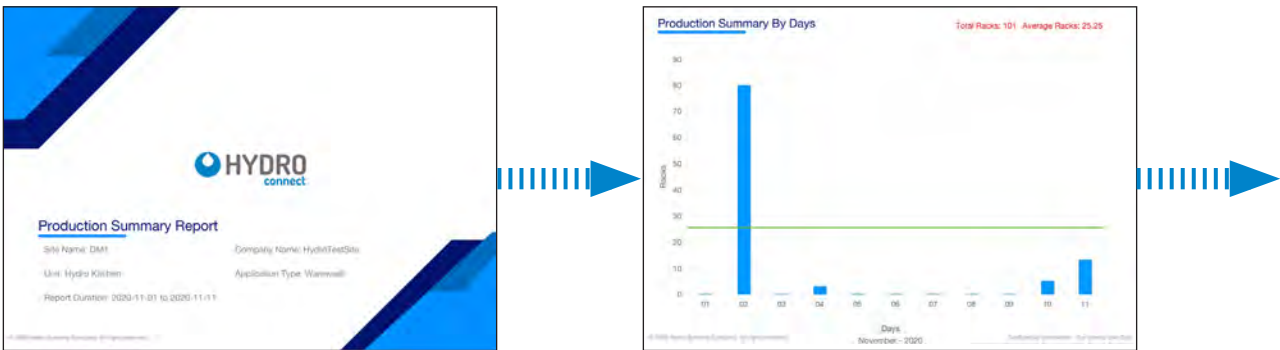 HYDRO
connect
Production Summary Report
Site Name: DM1
Company Name: HydroTestSite
Unit: Hydro Kitchen
Application Type: Warewash
Report Duration: 2020-11-01 to 2020-11-11
Production Summary By Days
Total Racks: 101 Average Racks: 25.25
90
80
70
60
50
40
30
20
10
0
Racks
01 02 03 04 05 06 07 08 09 10 11
Days
November - 2020